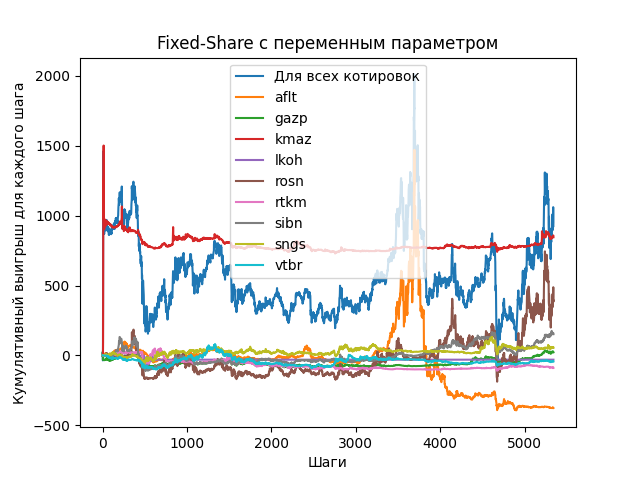 Fixed-Share с переменным параметром
Кумулятивный выигрыш для каждого шага
2000
1500
1000
500
0
−500
Для всех котировок
aflt
gazp
kmaz
lkoh
rosn
rtkm
sibn
sngs
vtbr
0
1000
2000
3000
4000
5000
Шаги